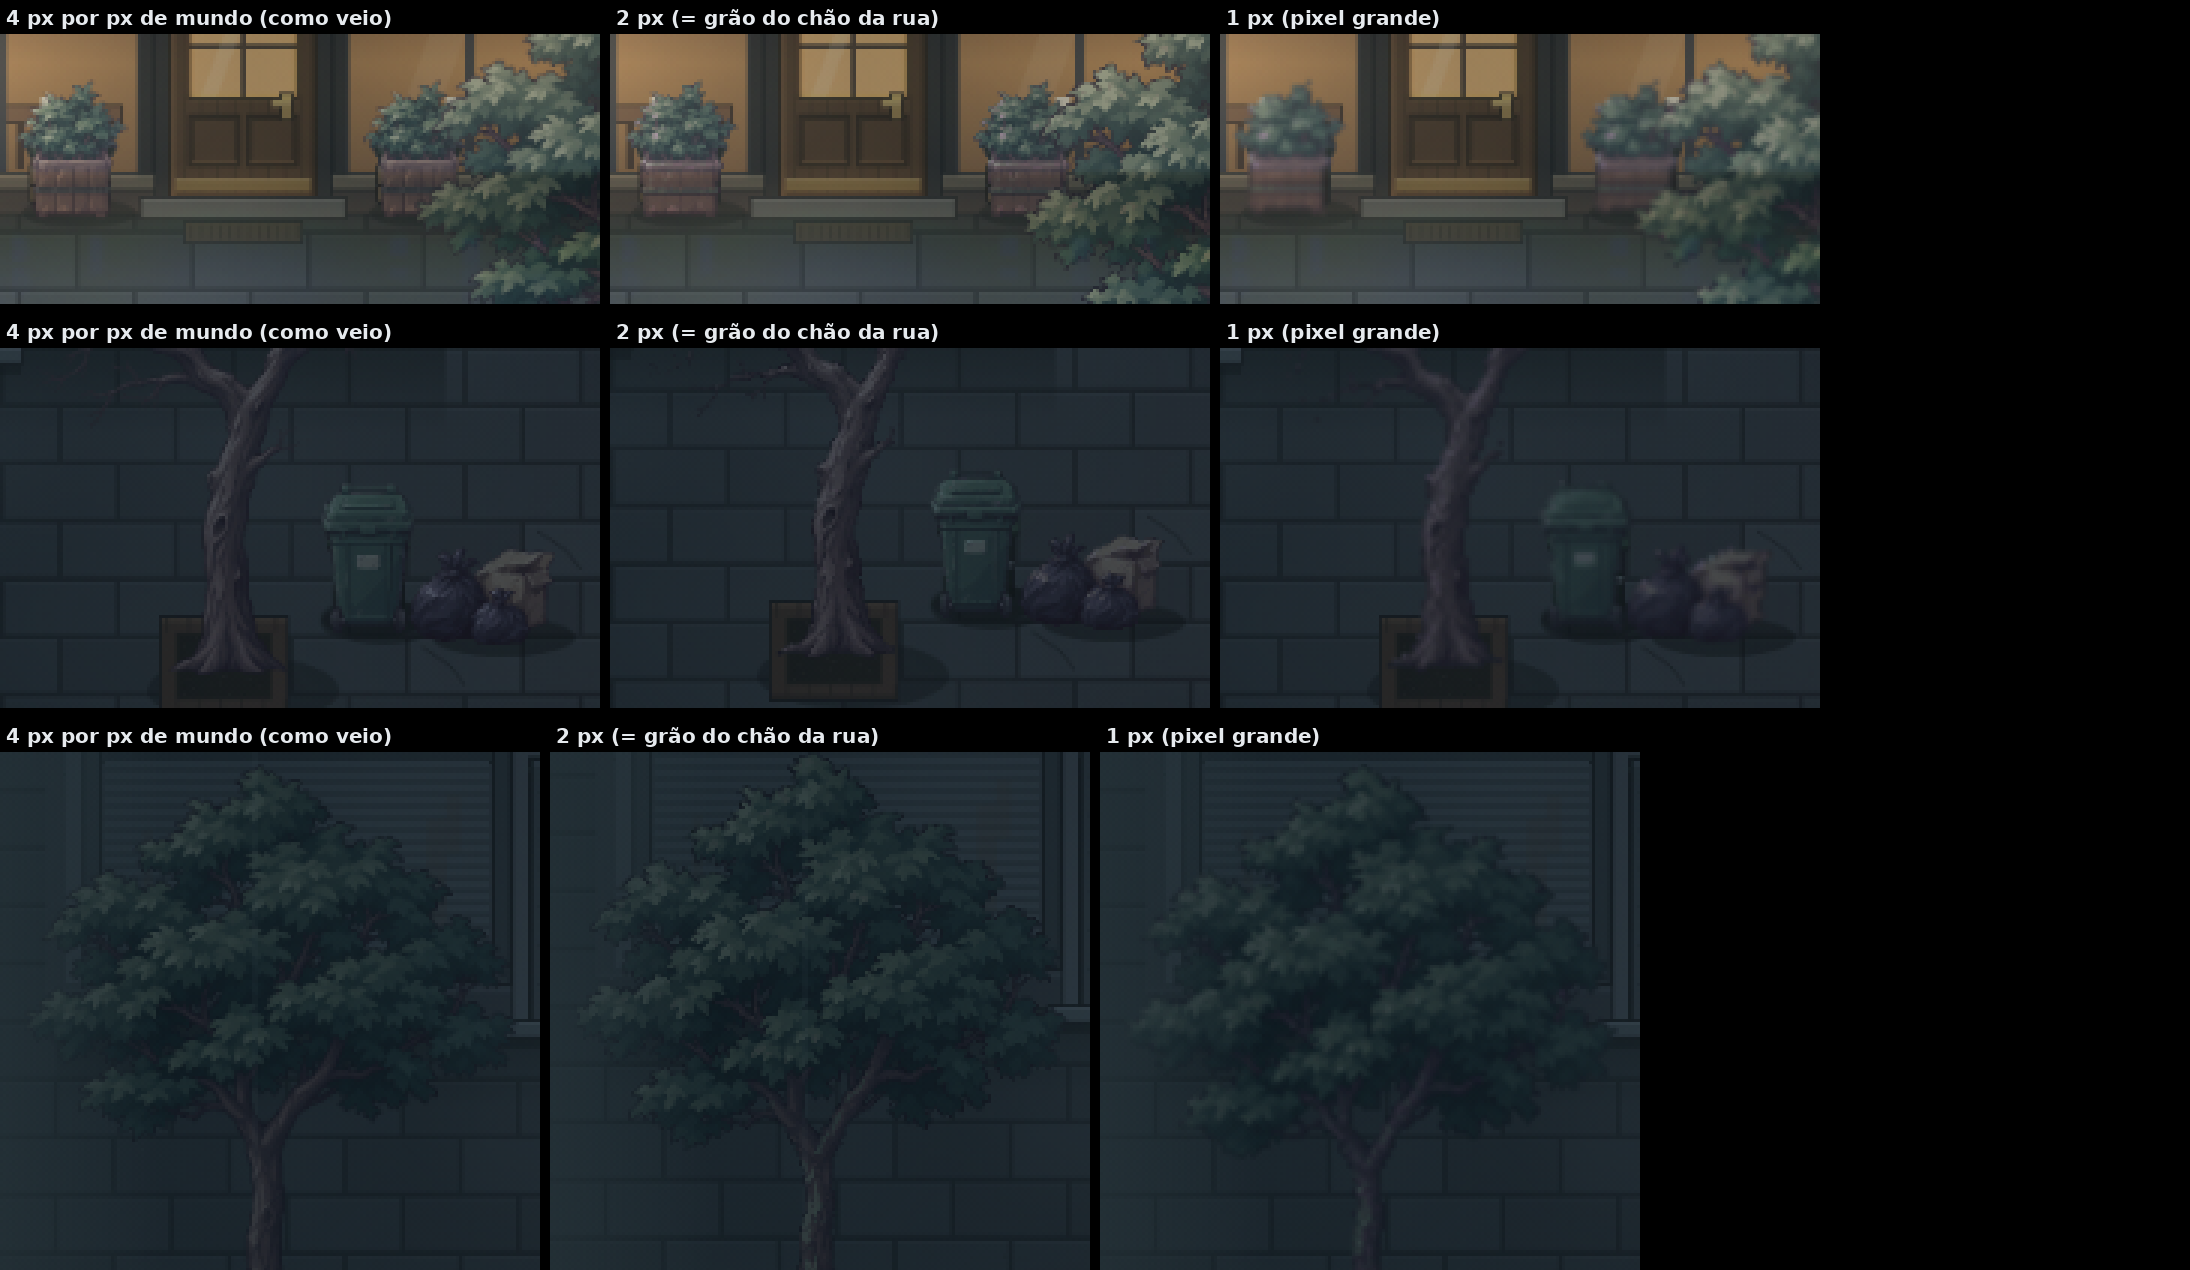 4 px por px de mundo (como veio)
2 px (= grão do chão da rua)
1 px (pixel grande)
4 px por px de mundo (como veio)
2 px (= grão do chão da rua)
1 px (pixel grande)
4 px por px de mundo (como veio)
2 px (= grão do chão da rua)
1 px (pixel grande)